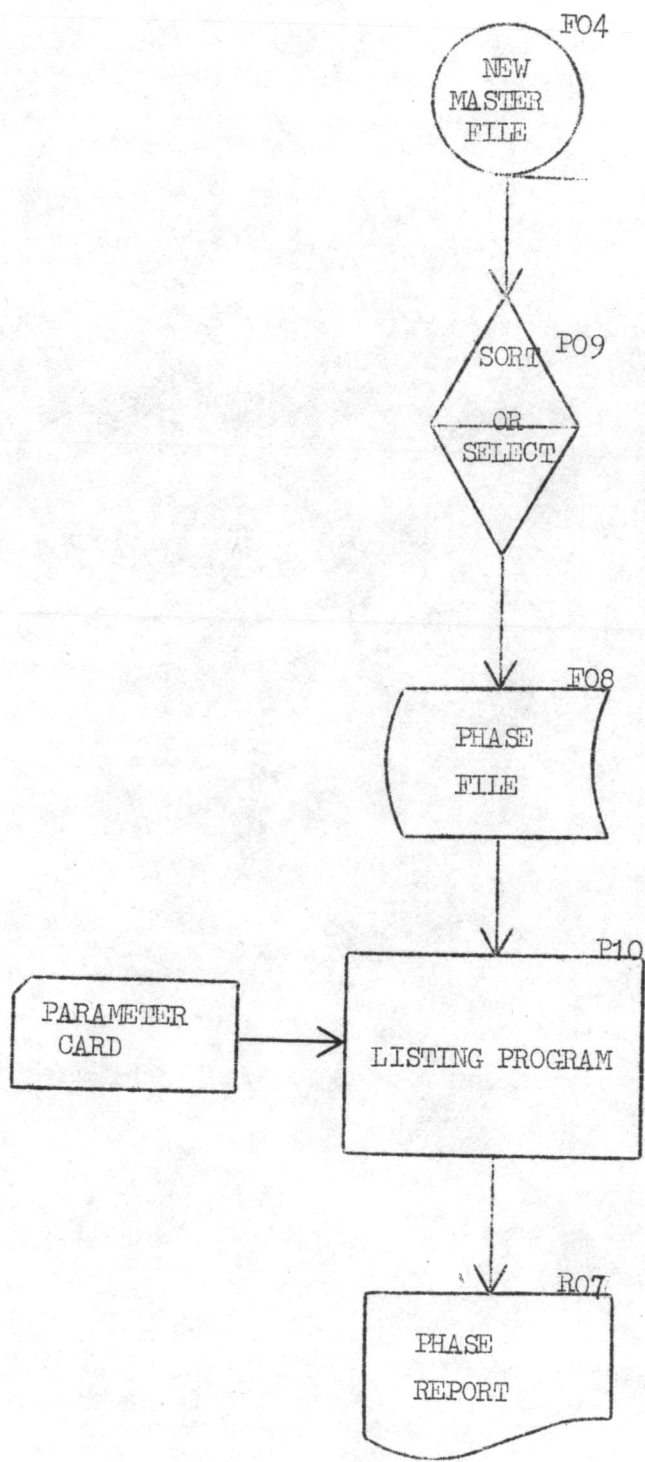 F04
NEW
MASTER
FILE
SORT
P09
OR
SELECT
F08
PHASE
FILE
P10
PARAMETER
CARD
LISTING PROGRAM
R07
PHASE
REPORT